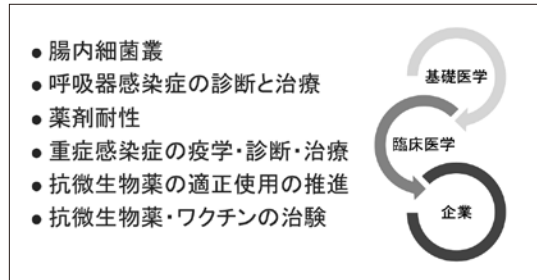 ● 腸内細菌叢
● 呼吸器感染症の診断と治療
● 薬剤耐性
● 重症感染症の疫学・診断・治療
● 抗微生物薬の適正使用の推進
● 抗微生物薬・ワクチンの治験
基礎医学
臨床医学
企業